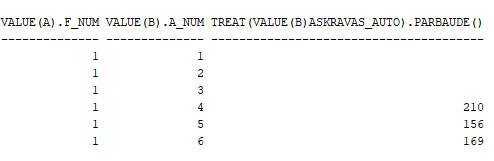 VALUE(A).F_NUM VALUE(B).A_NUM TREAT(VALUE(B)ASKRAVAS_AUTO).PARBAUDE()
-------------- -------------- ---------------------------------------
1 1
1 2
1 3
1 4 210
1 5 156
1 6 169